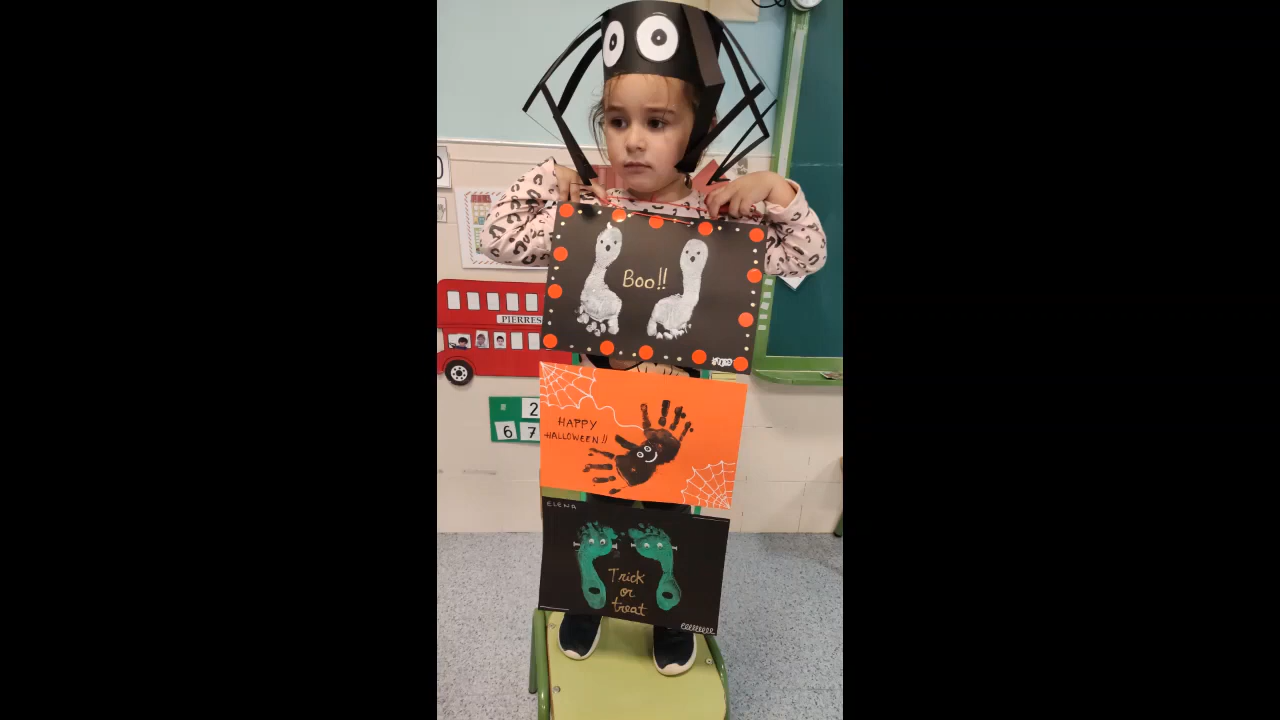 PIERRES
Boo!!
2
6 7
HAPPY
HALLOWEEN!!
ELENA
Trick
or
treat